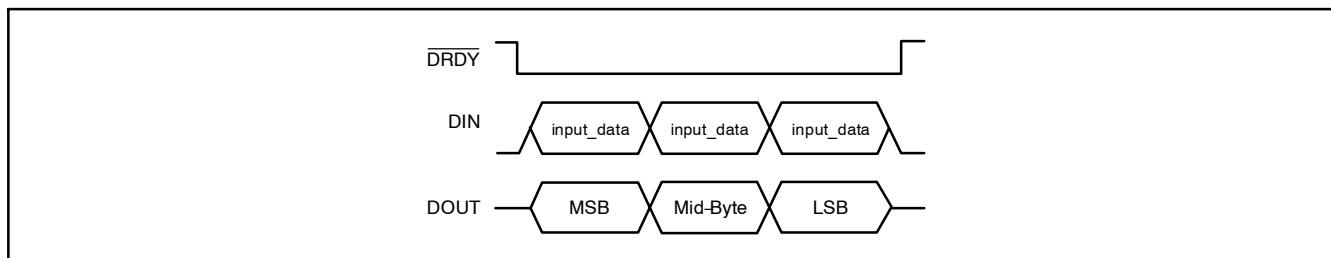 DRDY
DIN input_data input_data input_data
DOUT MSB Mid-Byte LSB